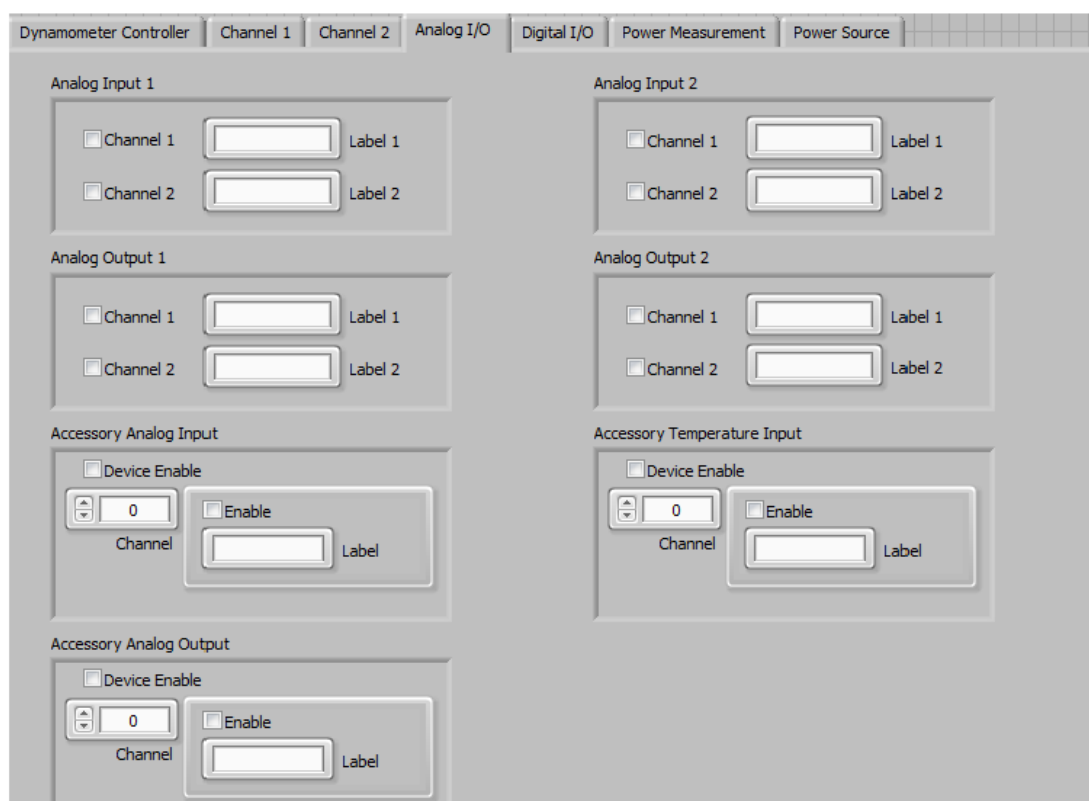 Dynamometer Controller Channel 1 Channel 2 Analog I/O Digital I/O Power Measurement Power Source
Analog Input 1
Channel 1 Label 1
Channel 2 Label 2
Analog Input 2
Channel 1 Label 1
Channel 2 Label 2
Analog Output 1
Channel 1 Label 1
Channel 2 Label 2
Analog Output 2
Channel 1 Label 1
Channel 2 Label 2
Accessory Analog Input
Device Enable
0 Enable
Channel Label
Accessory Temperature Input
Device Enable
0 Enable
Channel Label
Accessory Analog Output
Device Enable
0 Enable
Channel Label